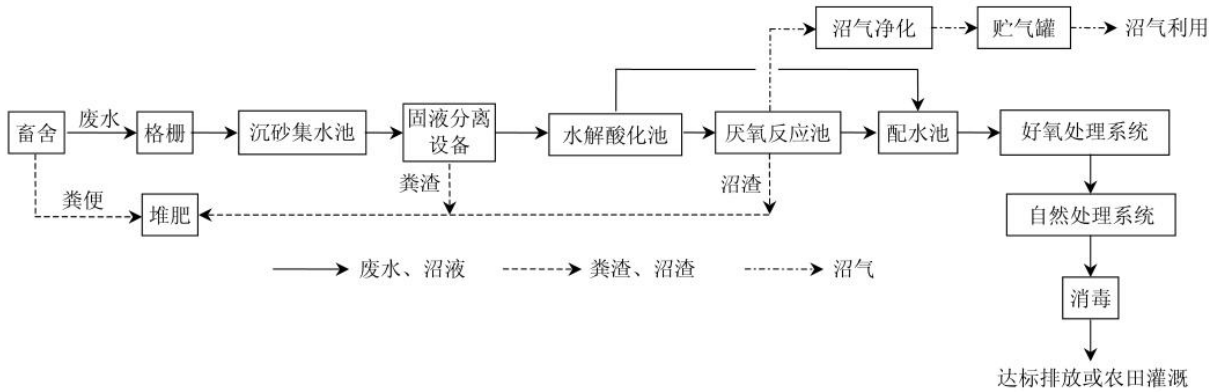 沼气净化
贮气罐
沼气利用
畜舍
废水
格栅
沉砂集水池
固液分离
设备
水解酸化池
厌氧反应池
配水池
好氧处理系统
粪便
堆肥
粪渣
沼渣
自然处理系统
废水、沼液
粪渣、沼渣
沼气
消毒
达标排放或农田灌溉